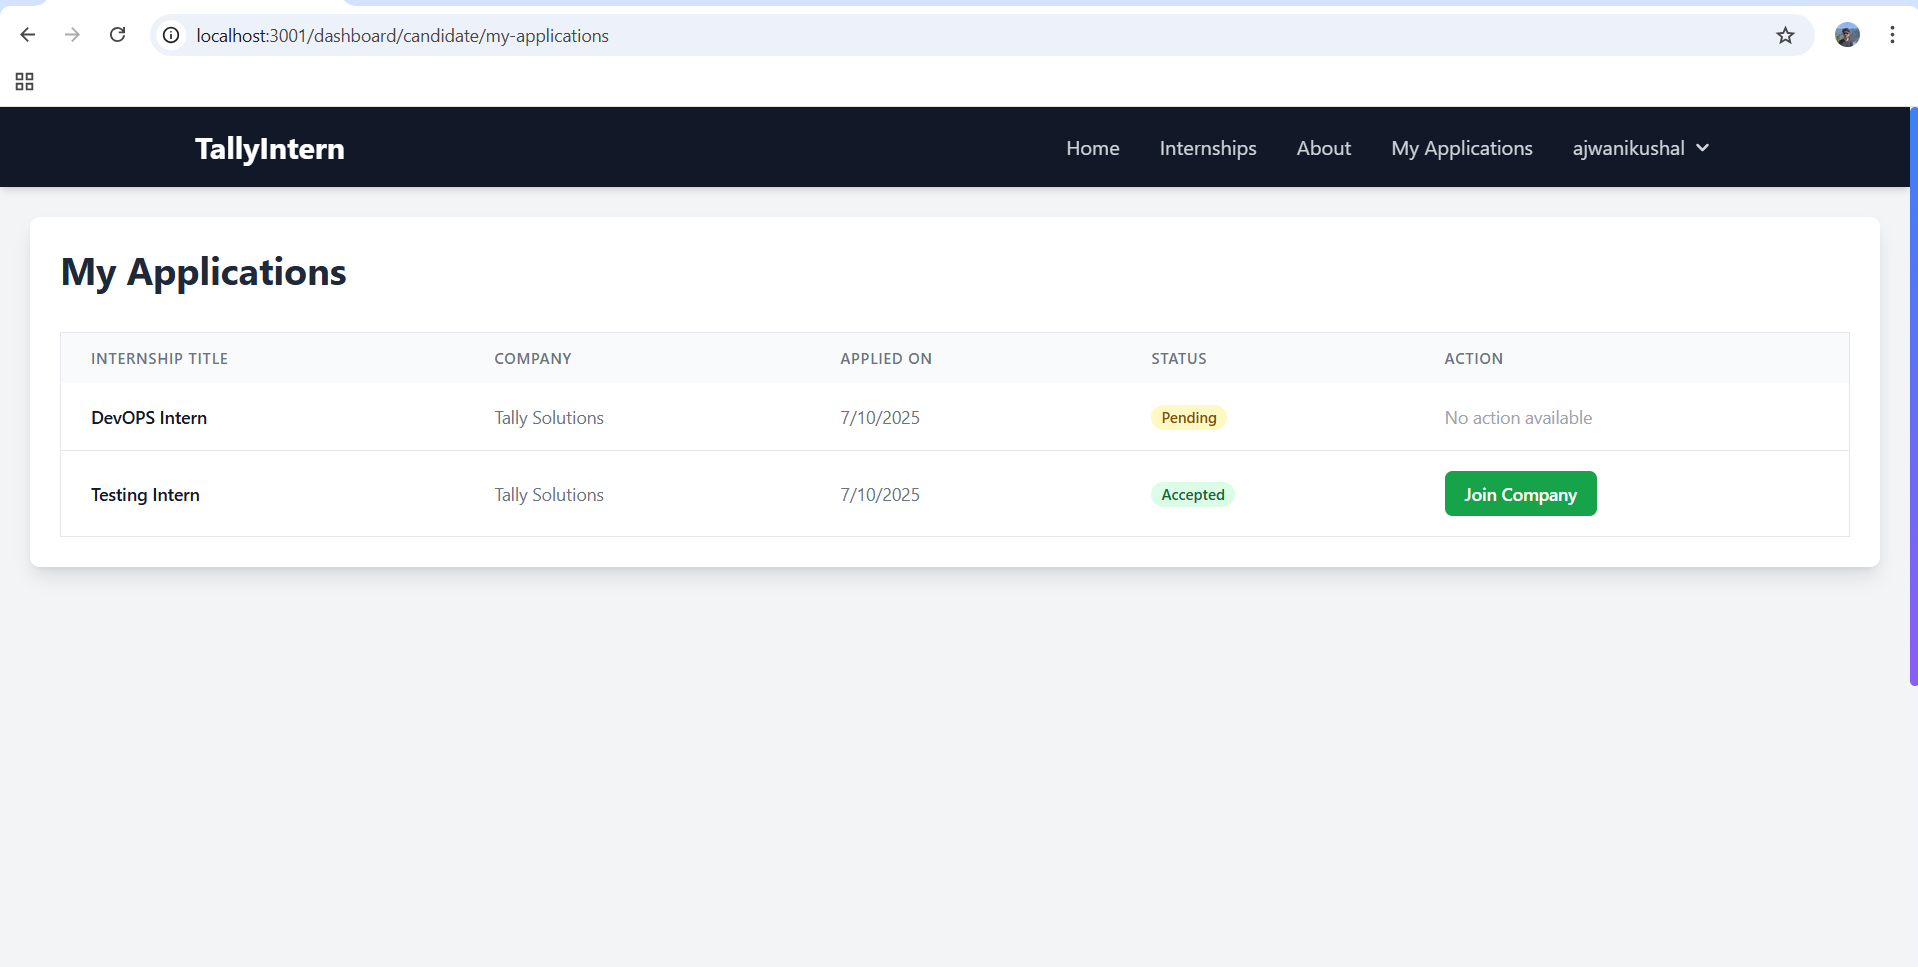 localhost:3001/dashboard/candidate/my-applications
TallyIntern Home Internships About My Applications ajwanikushal
My Applications
INTERNSHIP TITLE COMPANY APPLIED ON STATUS ACTION
DevOPS Intern Tally Solutions 7/10/2025 Pending No action available
Testing Intern Tally Solutions 7/10/2025 Accepted Join Company